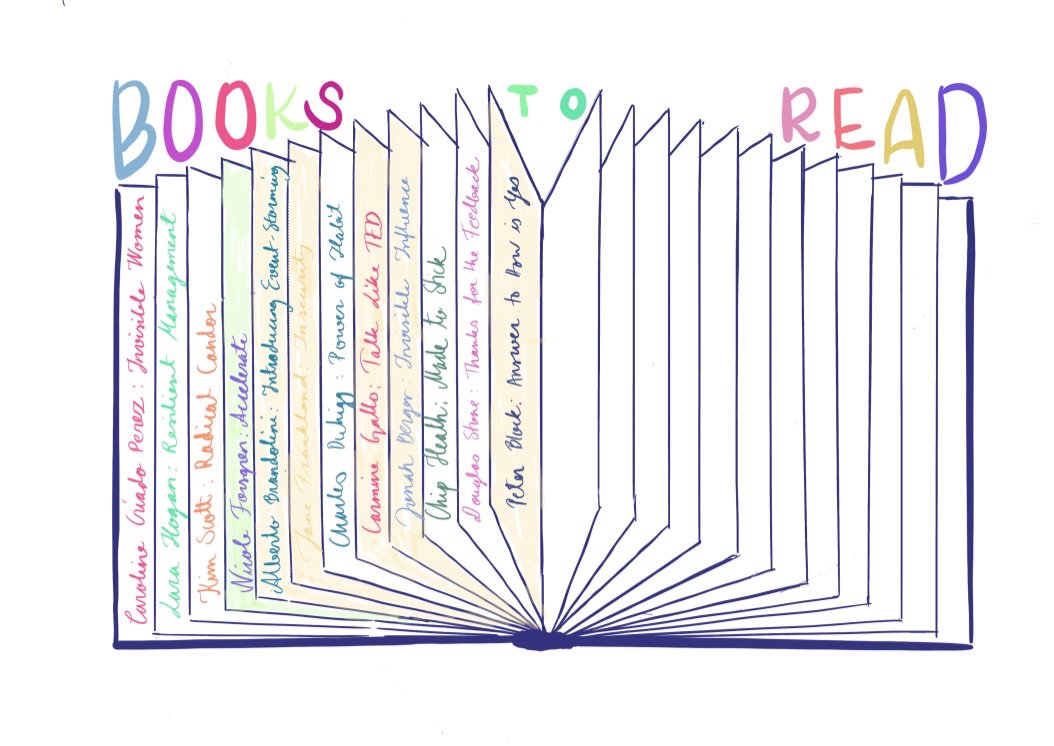 BOOKS TO READ
Caroline Criado Perez: Invisible Women
Lara Hogan: Resilient Management
Kim Scott: Radical Candor
Nicole Forsgren: Accelerate
Alberto Brandolini: Introducing Event-Storming
Jane Frankland: Insecurity
Charles Duhigg: Power of Habit
Carmine Gallo: Talk Like TED
Jonah Berger: Invisible Influence
Chip Heath: Made to Stick
Douglas Stone: Thanks for the Feedback
Peter Block: Answer to How is Yes